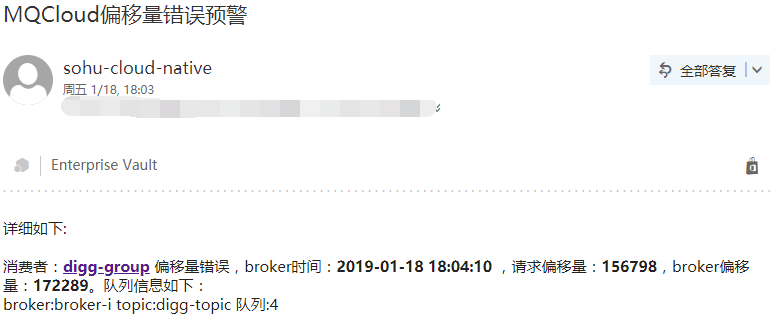 MQCloud偏移量错误预警
sohu-cloud-native
全部答复
周五 1/18, 18:03
Enterprise Vault
详细如下:
消费者：digg-group 偏移量错误，broker时间：2019-01-18 18:04:10 ，请求偏移量：156798，broker偏移
量：172289。队列信息如下：
broker:broker-i topic:digg-topic 队列:4